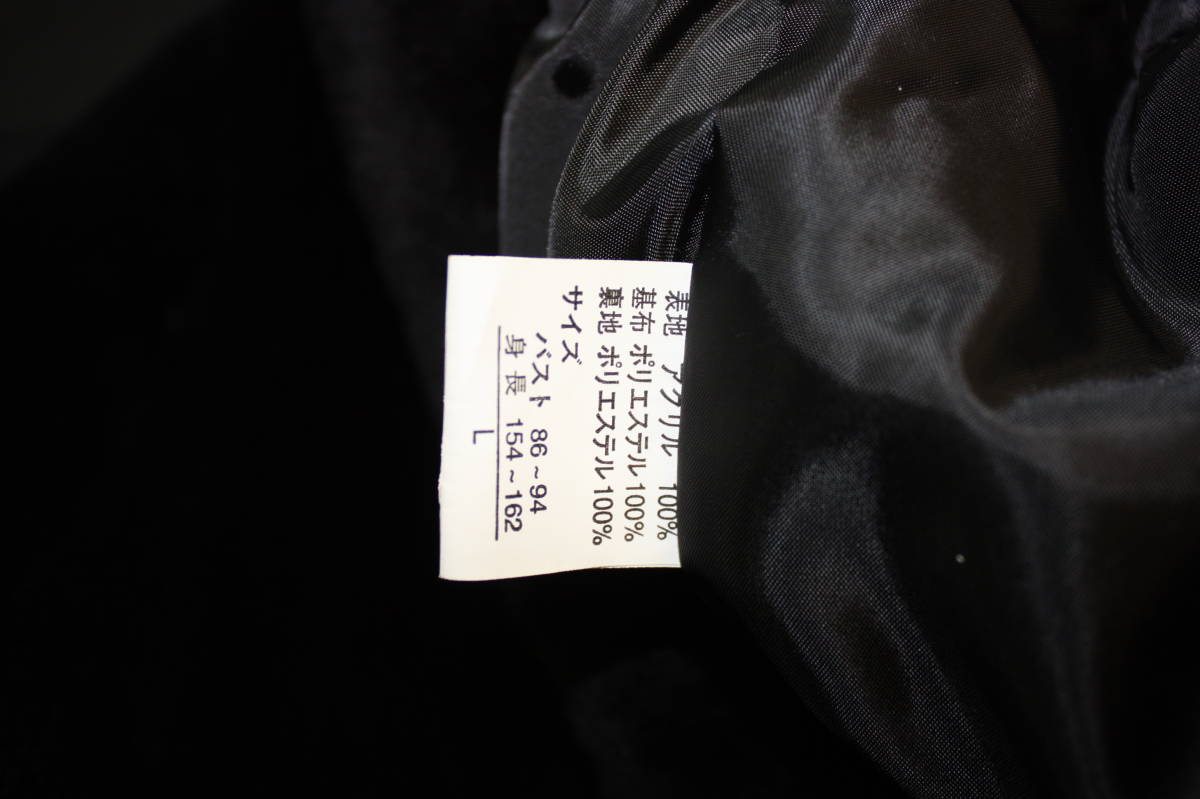 表地 アクリル 100%
基布 ポリエステル100%
裏地 ポリエステル100%
サイズ
バスト 86~94
身長 154~162
L